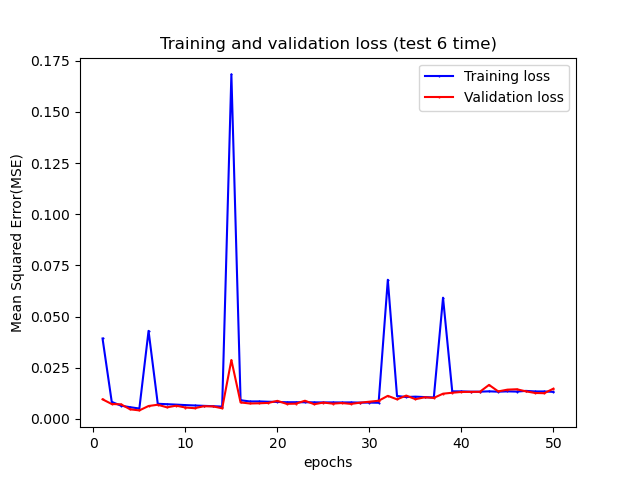 Training and validation loss (test 6 time)
Training loss
Validation loss
Mean Squared Error(MSE)
0.175
0.150
0.125
0.100
0.075
0.050
0.025
0.000
0 10 20 30 40 50
epochs